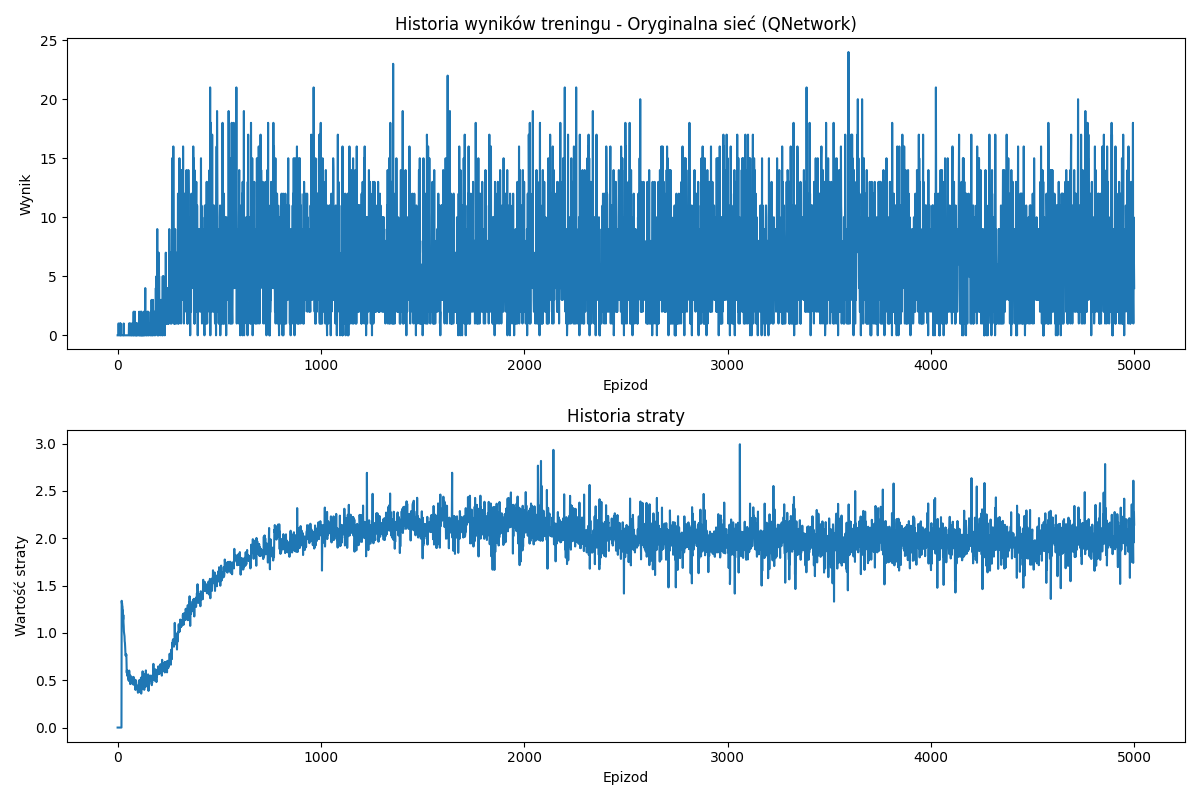 Historia wyników treningu - Oryginalna sieć (QNetwork)
25
20
15
10
5
0
Wynik
0 1000 2000 3000 4000 5000
Epizod
Historia straty
3.0
2.5
2.0
1.5
1.0
0.5
0.0
Wartość straty
0 1000 2000 3000 4000 5000
Epizod